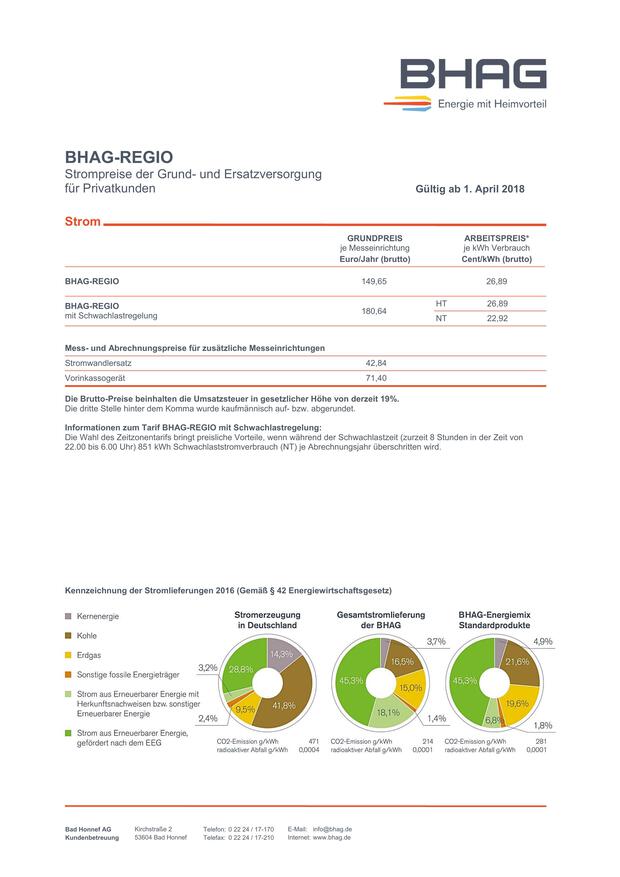 BHAG
Energie mit Heimvorteil
BHAG-REGIO
Strompreise der Grund- und Ersatzversorgung
für Privatkunden
Gültig ab 1. April 2018
Strom
GRUNDPREIS ARBEITSPREIS*
je Messeinrichtung je kWh Verbrauch
Euro/Jahr (brutto) Cent/kWh (brutto)
BHAG-REGIO 149,65 26,89
BHAG-REGIO
mit Schwachlastregelung
180,64
HT 26,89
NT 22,92
Mess- und Abrechnungspreise für zusätzliche Messeinrichtungen
Stromwandlersatz 42,84
Vorinkassogerät 71,40
Die Brutto-Preise beinhalten die Umsatzsteuer in gesetzlicher Höhe von derzeit 19%.
Die dritte Stelle hinter dem Komma wurde kaufmännisch auf- bzw. abgerundet.
Informationen zum Tarif BHAG-REGIO mit Schwachlastregelung:
Die Wahl des Zeitzonentarifs bringt preisliche Vorteile, wenn während der Schwachlastzeit (zurzeit 8 Stunden in der Zeit von
22.00 bis 6.00 Uhr) 851 kWh Schwachlaststromverbrauch (NT) je Abrechnungsjahr überschritten wird.
Kennzeichnung der Stromlieferungen 2016 (Gemäß § 42 Energiewirtschaftsgesetz)
Kernenergie
Kohle
Erdgas
Sonstige fossile Energieträger
Strom aus Erneuerbarer Energie mit
Herkunftsnachweisen bzw. sonstiger
Erneuerbarer Energie
Strom aus Erneuerbarer Energie,
gefördert nach dem EEG
Stromerzeugung
in Deutschland
14,3%
41,8%
9,5%
2,4%
3,2%
28,8%
CO2-Emission g/kWh 471
radioaktiver Abfall g/kWh 0,0004
Gesamtstromlieferung
der BHAG
3,7%
16,5%
15,0%
1,4%
18,1%
45,3%
CO2-Emission g/kWh 214
radioaktiver Abfall g/kWh 0,0001
BHAG-Energiemix
Standardprodukte
4,9%
21,6%
19,6%
1,8%
6,8%
45,3%
CO2-Emission g/kWh 281
radioaktiver Abfall g/kWh 0,0001
Bad Honnef AG Kirchstraße 2 Telefon: 0 22 24 / 17-170 E-Mail: info@bhag.de
Kundenbetreuung 53604 Bad Honnef Telefax: 0 22 24 / 17-210 Internet: www.bhag.de